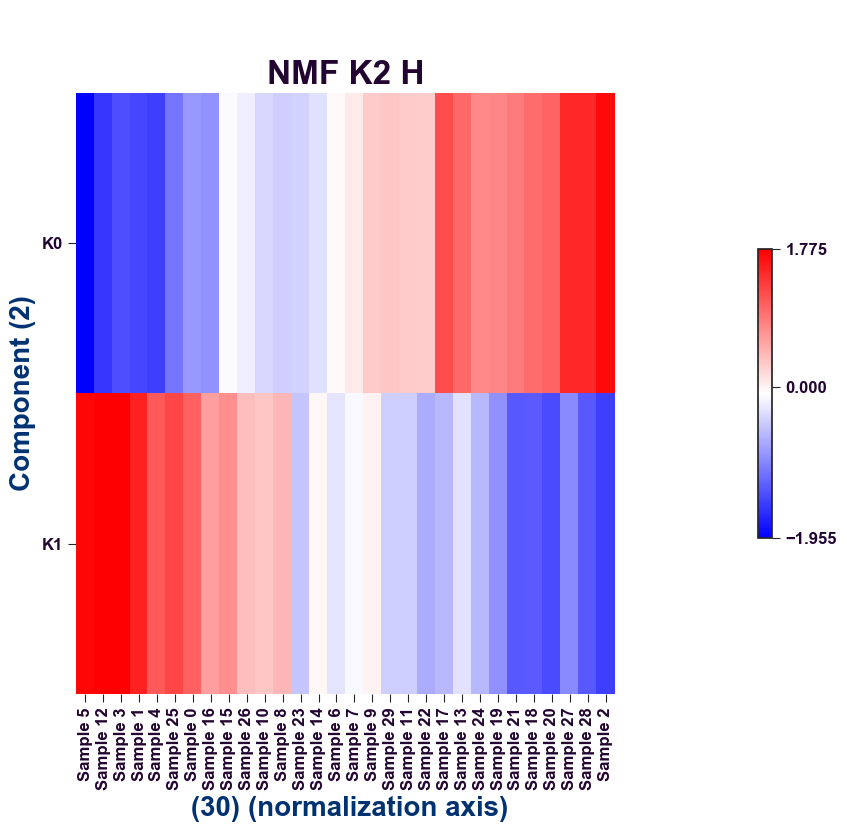 NMF K2 H
Component (2)
K0
K1
1.775
0.000
−1.955
Sample 5
Sample 12
Sample 3
Sample 1
Sample 4
Sample 25
Sample 0
Sample 16
Sample 15
Sample 26
Sample 10
Sample 8
Sample 23
Sample 14
Sample 6
Sample 7
Sample 9
Sample 29
Sample 11
Sample 22
Sample 17
Sample 13
Sample 24
Sample 19
Sample 21
Sample 18
Sample 20
Sample 27
Sample 28
Sample 2
(30) (normalization axis)